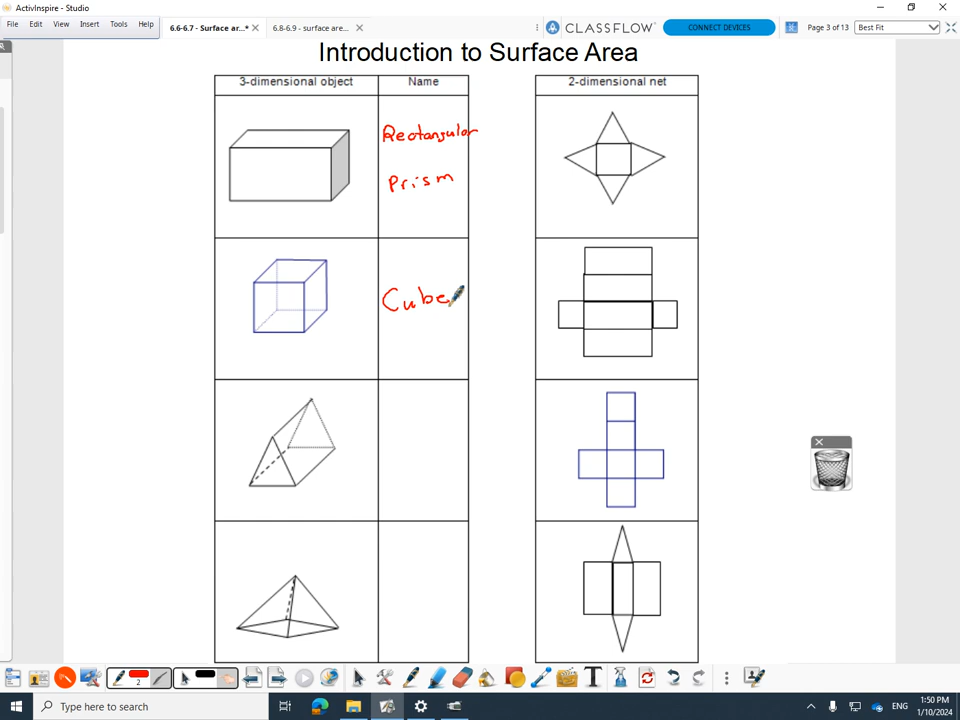 ActivInspire - Studio
File Edit View Insert Tools Help
6.6-6.7 - Surface ar...*
6.8-6.9 - surface are...
CLASSFLOW
CONNECT DEVICES
Page 3 of 13
Best Fit
Introduction to Surface Area
3-dimensional object
Name
2-dimensional net
Rectangular
Prism
Cube
2
T
Type here to search
ENG
1:50 PM
1/10/2024